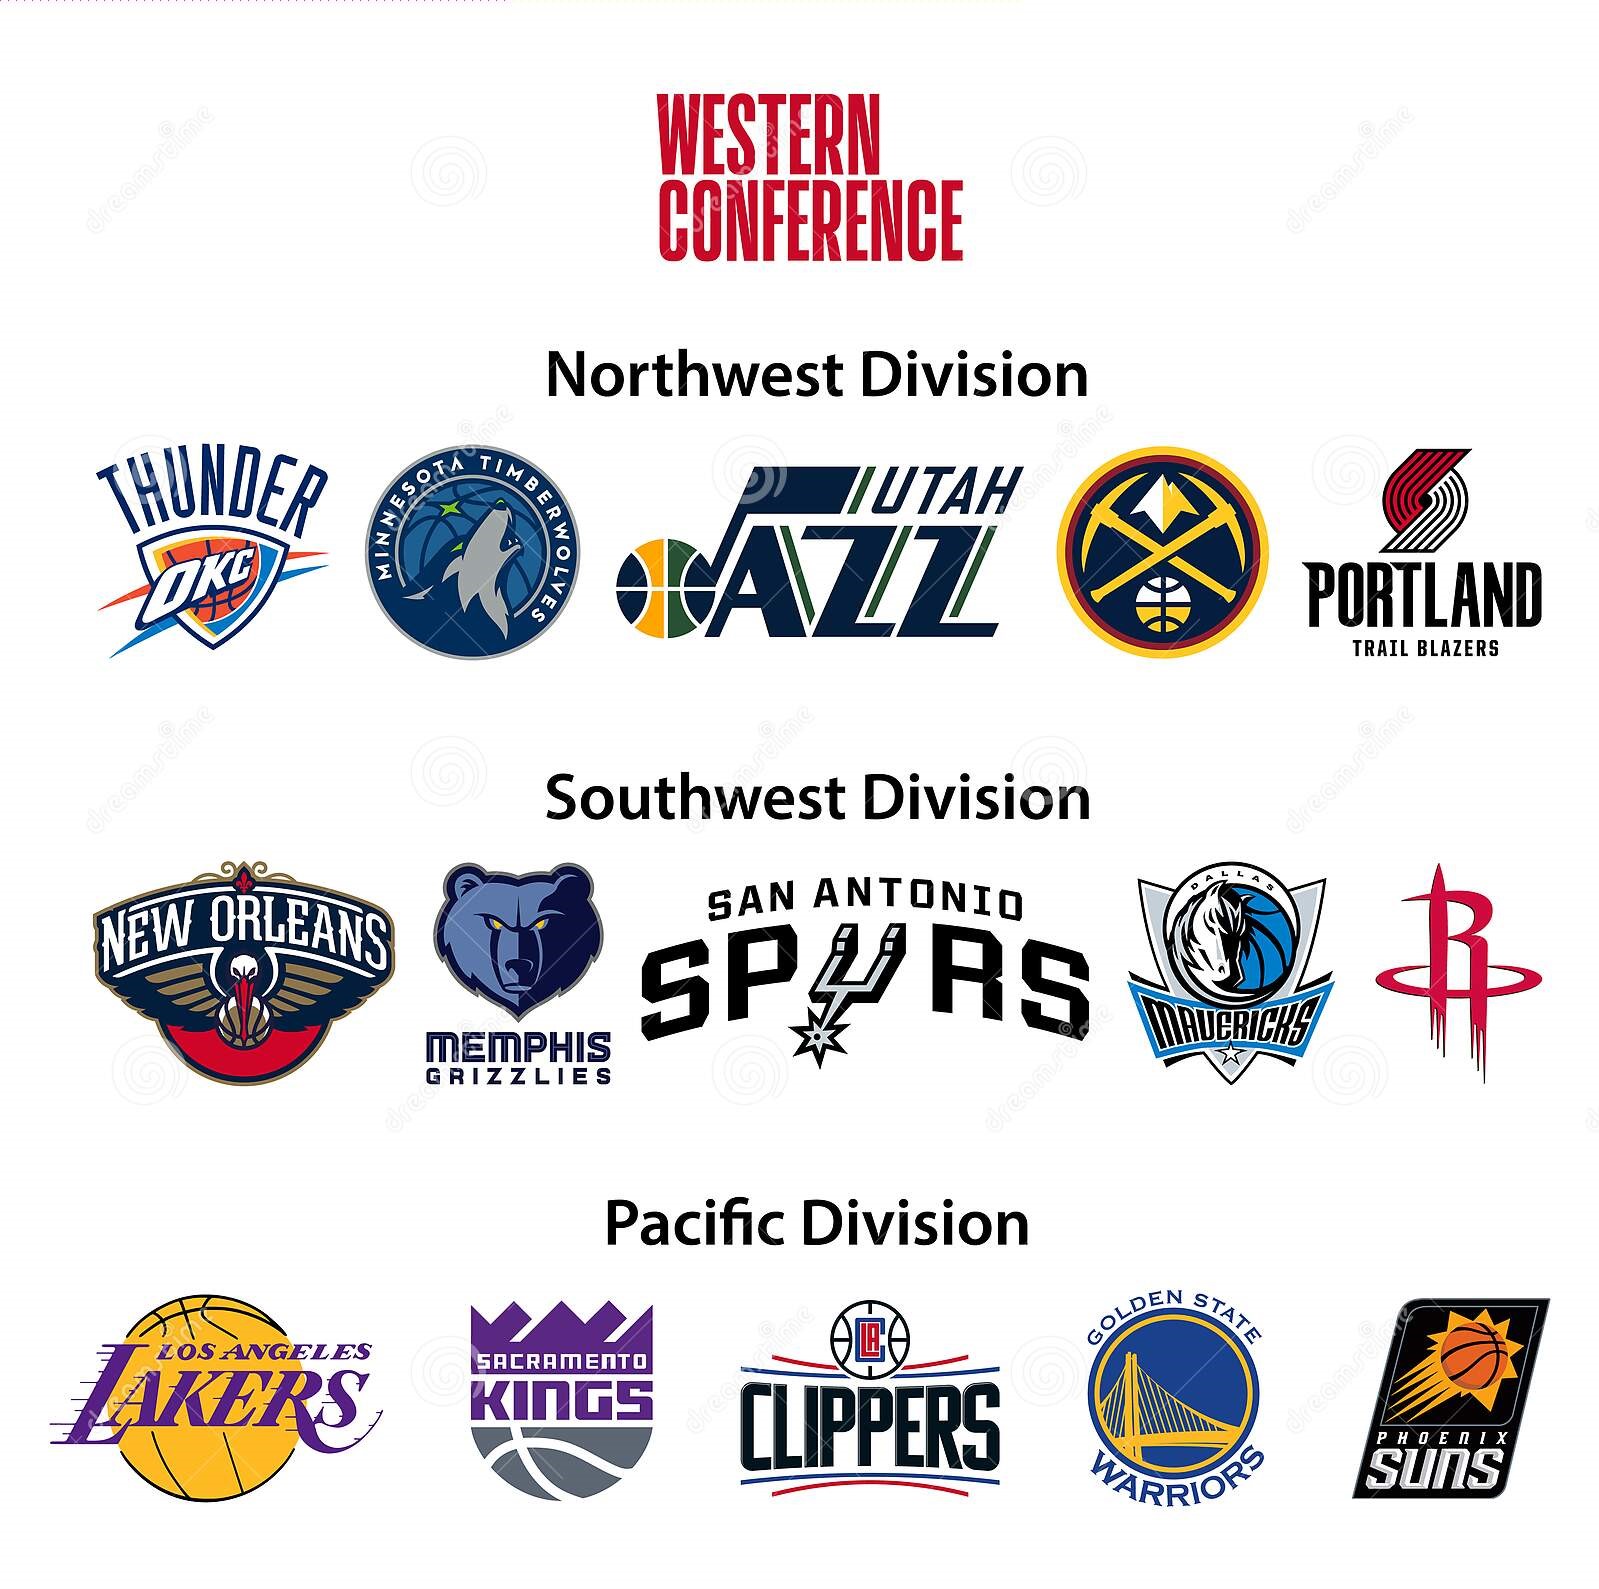 WESTERN
CONFERENCE
Northwest Division
THUNDER
OKC
MINNESOTA TIMBERWOLVES
UTAH
JAZZ
PORTLAND
TRAIL BLAZERS
Southwest Division
NEW ORLEANS
MEMPHIS
GRIZZLIES
SAN ANTONIO
SPURS
DALLAS
MAVERICKS
R
Pacific Division
LOS ANGELES
LAKERS
SACRAMENTO
KINGS
LAC
CLIPPERS
GOLDEN STATE
WARRIORS
PHOENIX
SUNS
dreamstime